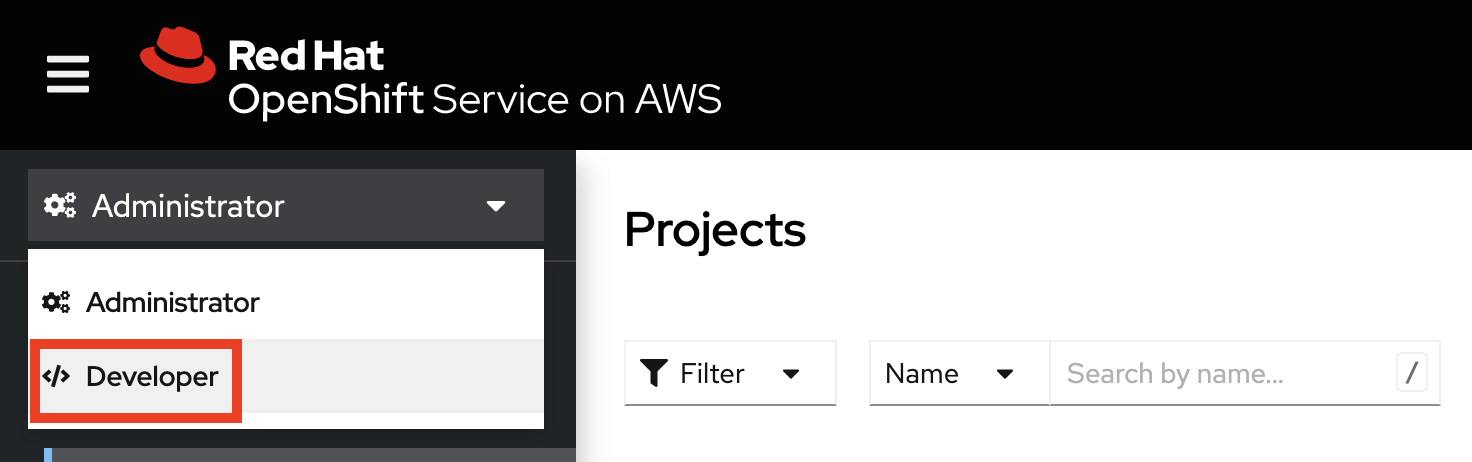 Red Hat
OpenShift Service on AWS
Administrator
Administrator
</> Developer
Projects
Filter
Name
Search by name...
/